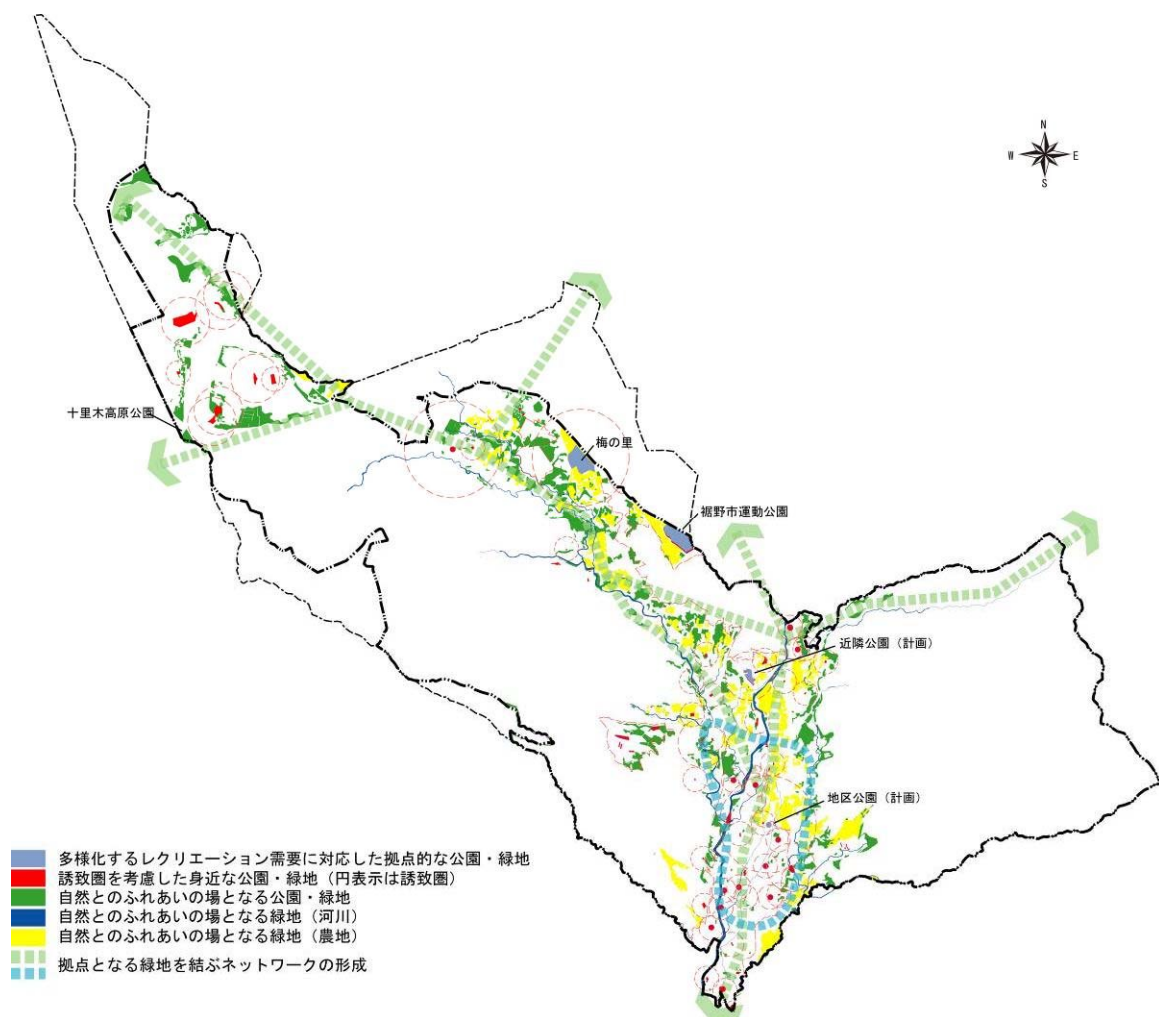 N
W
E
S
十里木高原公園
梅の里
裾野市運動公園
近隣公園（計画）
地区公園（計画）
多様化するレクリエーション需要に対応した拠点的な公園・緑地
誘致圏を考慮した身近な公園・緑地（円表示は誘致圏）
自然とのふれあいの場となる公園・緑地
自然とのふれあいの場となる緑地（河川）
自然とのふれあいの場となる緑地（農地）
拠点となる緑地を結ぶネットワークの形成